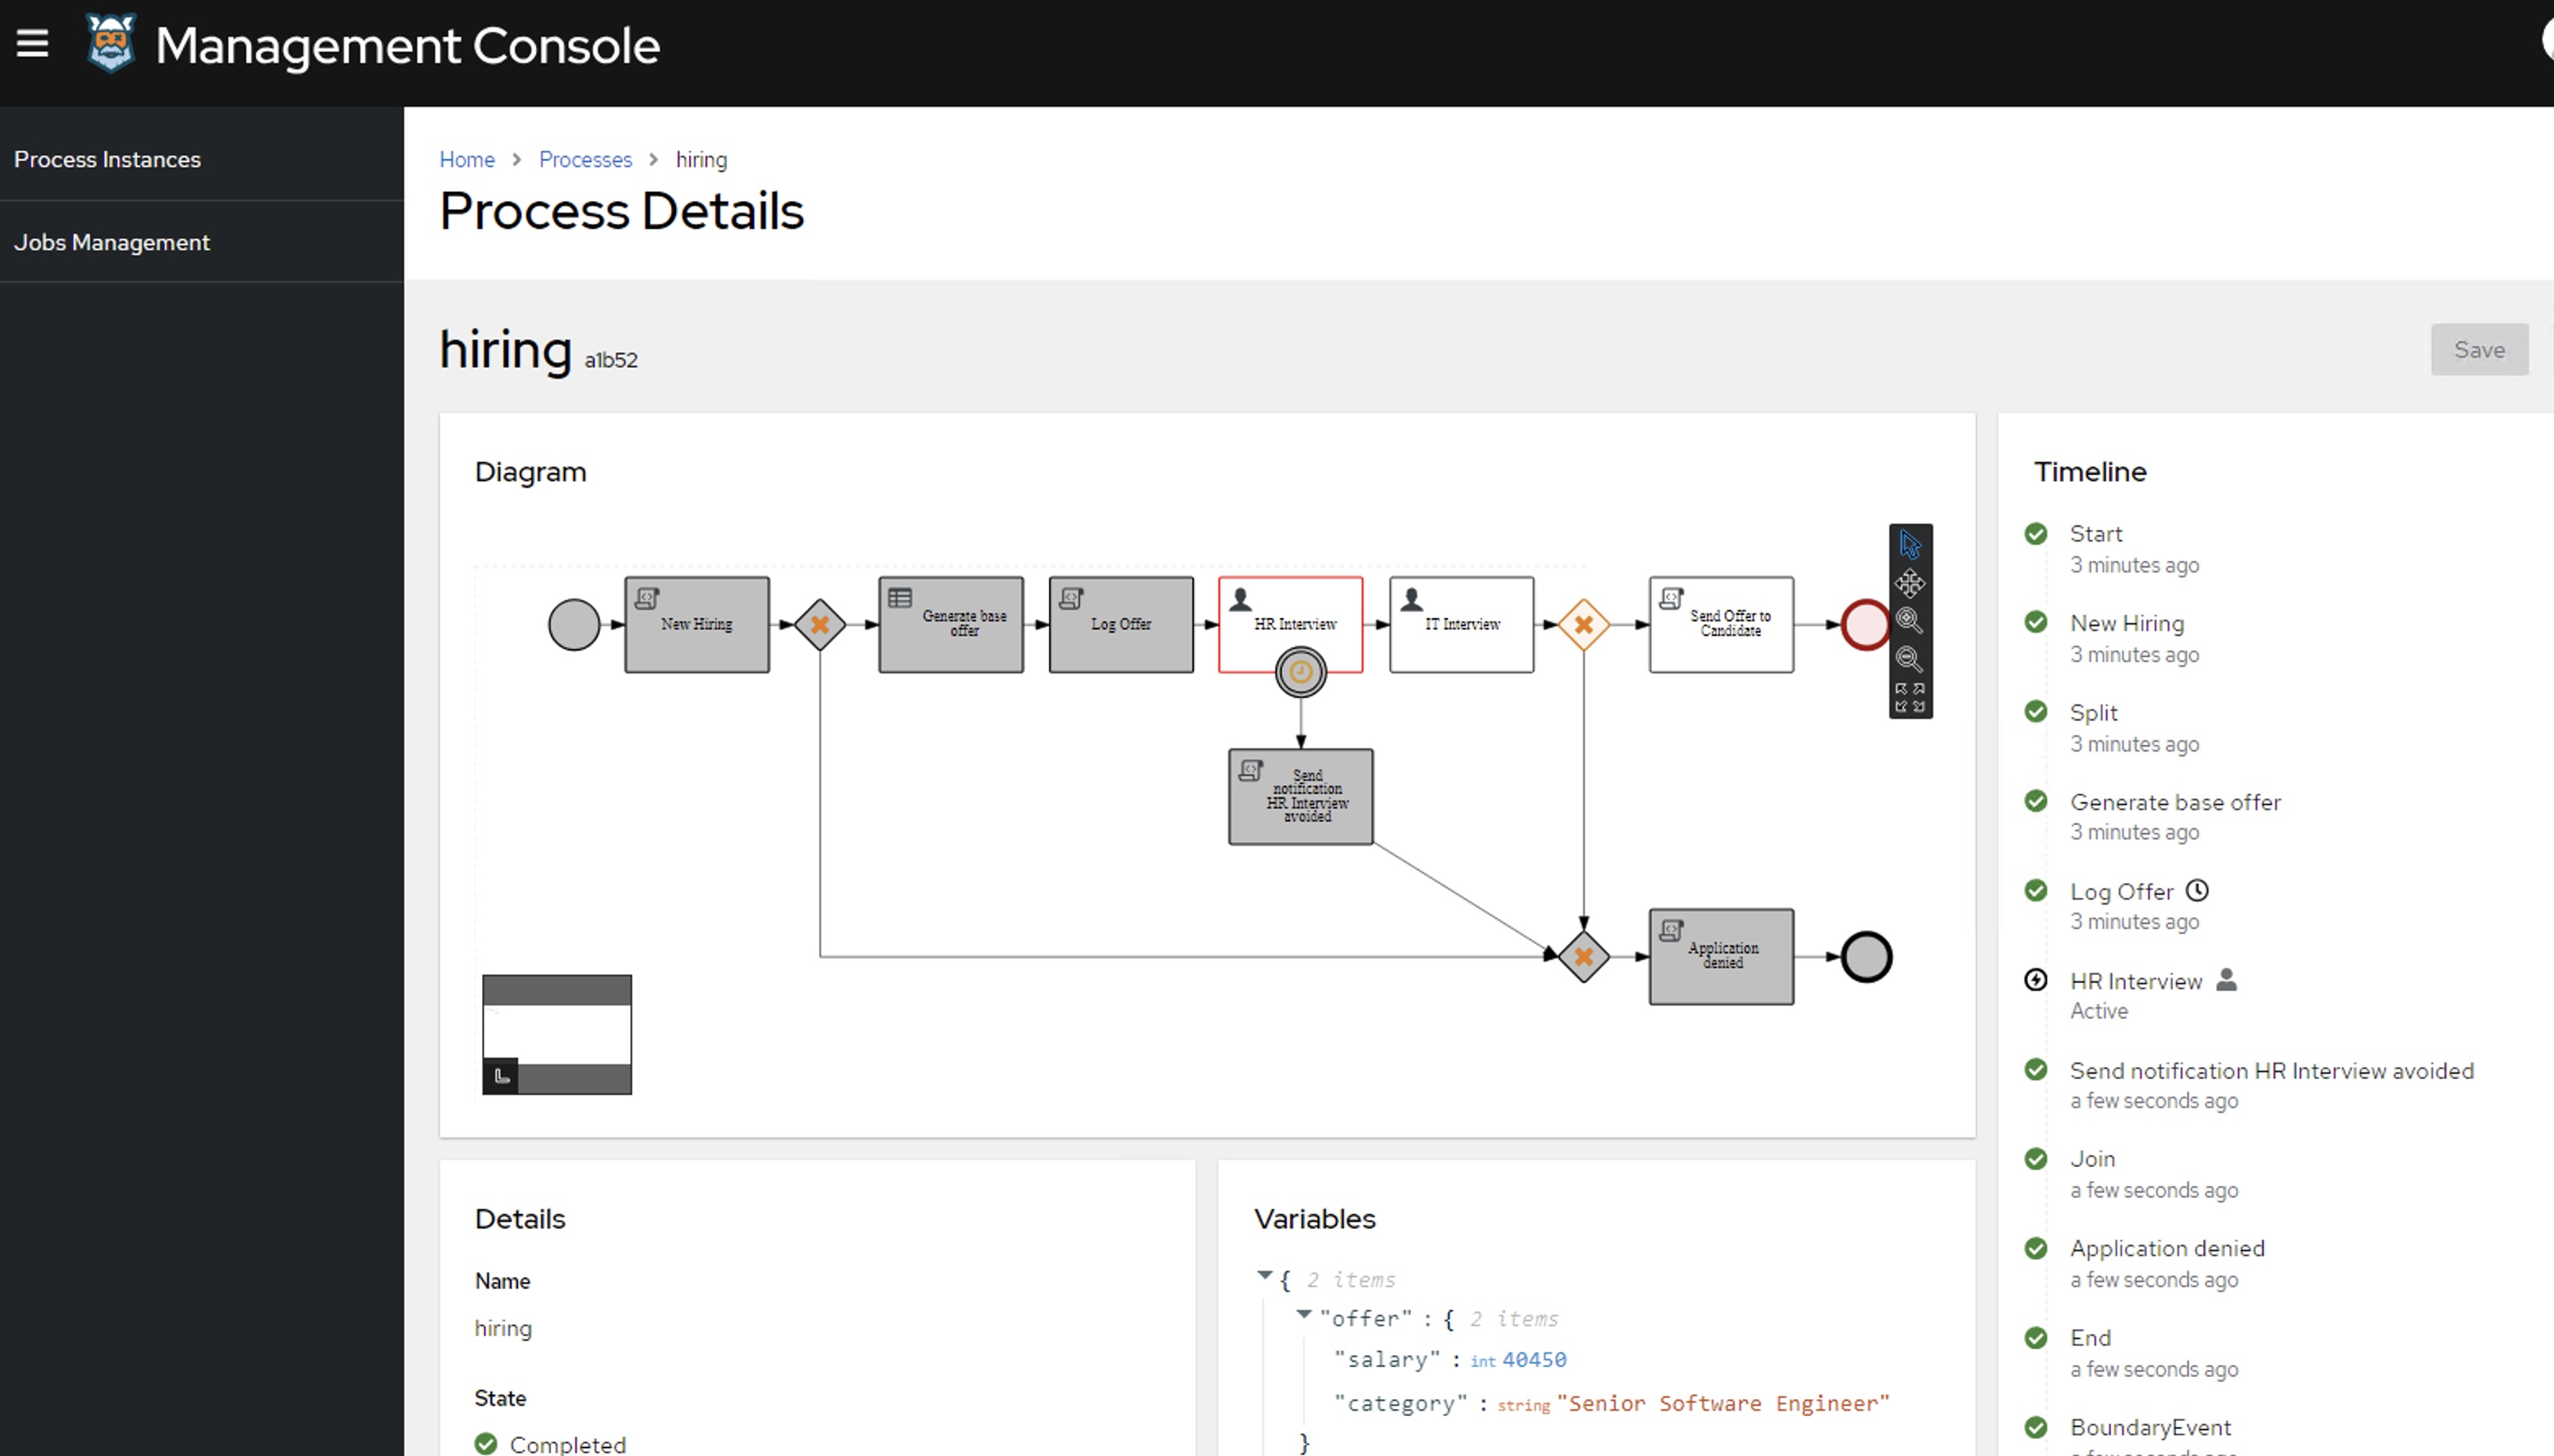 Management Console
Process Instances
Jobs Management
Home > Processes > hiring
Process Details
hiring a1b52
Save
Diagram
New Hiring
Generate base
offer
Log Offer
HR Interview
IT Interview
Send Offer to
Candidate
Send
notification
HR Interview
avoided
Application
denied
Details
Name
hiring
State
Completed
Variables
{ 2 items
"offer" : { 2 items
"salary" : int 40450
"category" : string "Senior Software Engineer"
}
Timeline
Start
3 minutes ago
New Hiring
3 minutes ago
Split
3 minutes ago
Generate base offer
3 minutes ago
Log Offer
3 minutes ago
HR Interview
Active
Send notification HR Interview avoided
a few seconds ago
Join
a few seconds ago
Application denied
a few seconds ago
End
a few seconds ago
BoundaryEvent